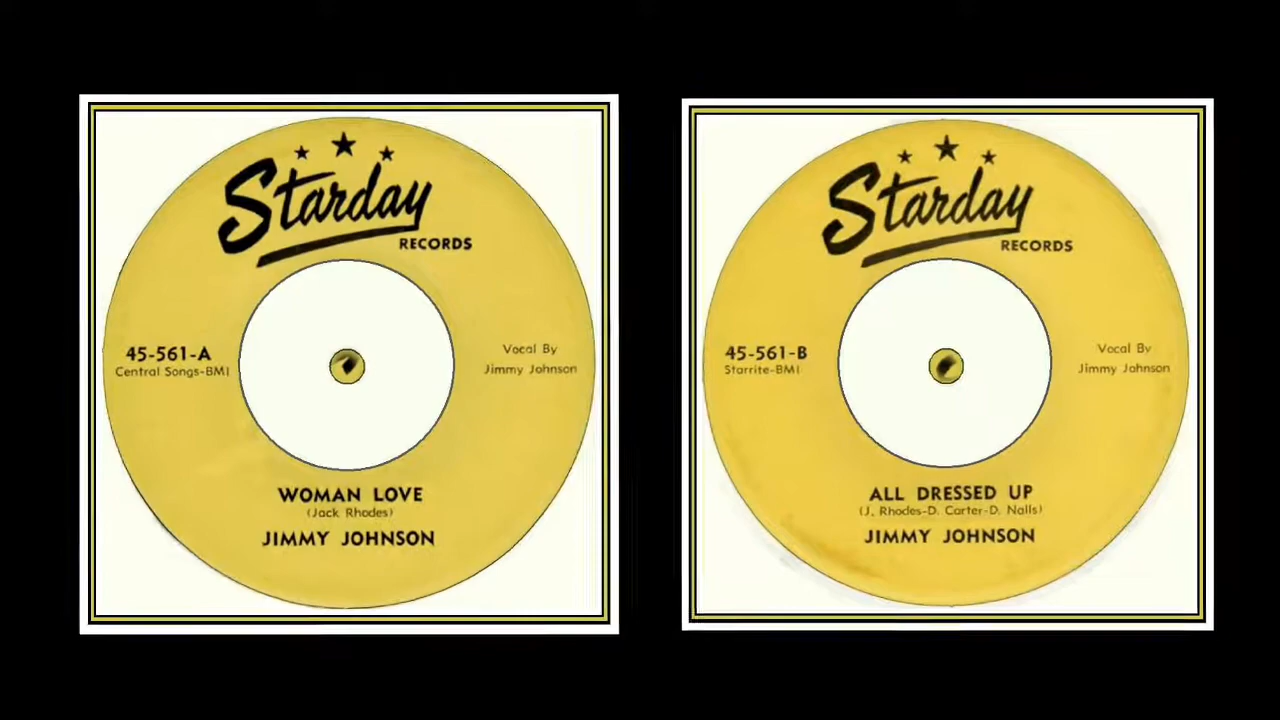 Starday
RECORDS
45-561-A
Central Songs-BMI
Vocal By
Jimmy Johnson
WOMAN LOVE
(Jack Rhodes)
JIMMY JOHNSON
Starday
RECORDS
45-561-B
Starrite-BMI
Vocal By
Jimmy Johnson
ALL DRESSED UP
(J. Rhodes-D. Carter-D. Nalls)
JIMMY JOHNSON